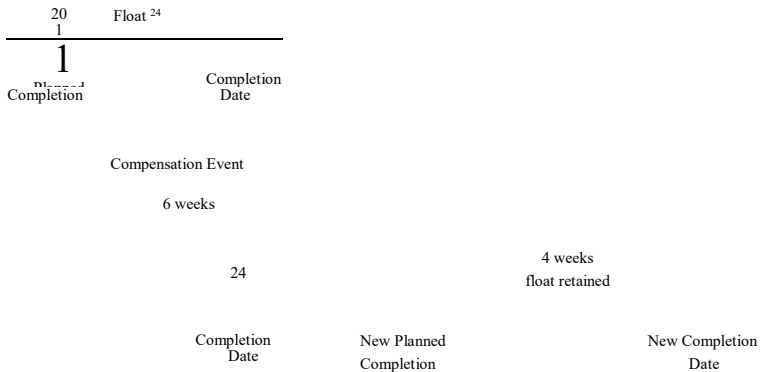 20 Float 24
1
1
Planned
Completion
Completion Date
Compensation Event
6 weeks
24
4 weeks
float retained
Completion
Date
New Planned
Completion
New Completion
Date